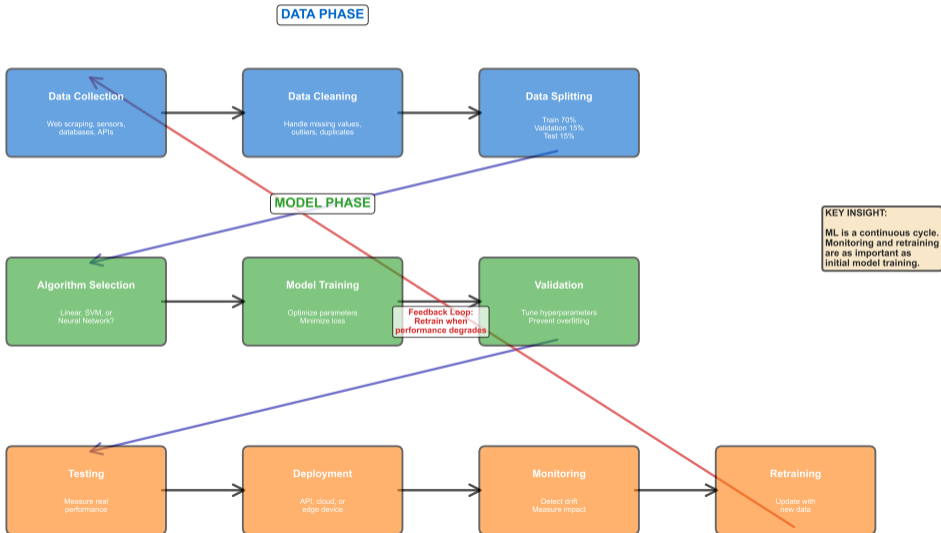 DATA PHASE
Data Collection
Web scraping, sensors,
databases, APIs
Data Cleaning
Handle missing values,
outliers, duplicates
Data Splitting
Train 70%
Validation 15%
Test 15%
MODEL PHASE
KEY INSIGHT:
ML is a continuous cycle.
Monitoring and retraining
are as important as
initial model training.
Algorithm Selection
Linear, SVM, or
Neural Network?
Model Training
Optimize parameters
Minimize loss
Feedback Loop:
Retrain when
performance degrades
Validation
Tune hyperparameters
Prevent overfitting
Testing
Measure real
performance
Deployment
API, cloud, or
edge device
Monitoring
Detect drift
Measure impact
Retraining
Update with
new data